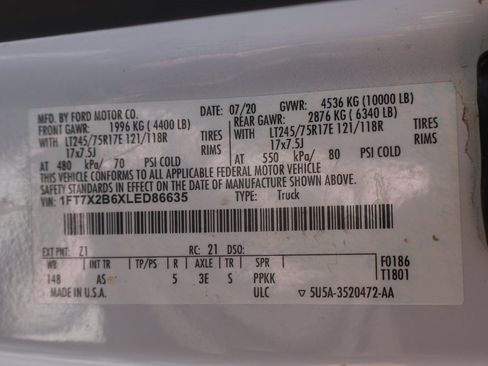 MFD. BY FORD MOTOR CO. DATE: 07/20 GVWR: 4536 KG (10000 LB)
FRONT GAWR: 1996 KG ( 4400 LB) REAR GAWR: 2876 KG ( 6340 LB)
WITH LT245/75R17E 121/118R TIRES WITH LT245/75R17E 121/118R TIRES
17x7.5J RIMS 17x7.5J RIMS
AT 480 kPa/ 70 PSI COLD AT 550 kPa/ 80 PSI COLD
THIS VEHICLE CONFORMS TO ALL APPLICABLE FEDERAL MOTOR VEHICLE
SAFETY STANDARDS IN EFFECT ON THE DATE OF MANUFACTURE SHOWN ABOVE.
VIN: 1FT7X2B6XLED86635 TYPE: Truck
EXT PNT: Z1 RC: 21 DSO:
WB INT TR TP/PS R AXLE TR SPR F0186
148 AS 5 3E S PPKK T1801
MADE IN U.S.A. ULC ▽ 5U5A-3520472-AA